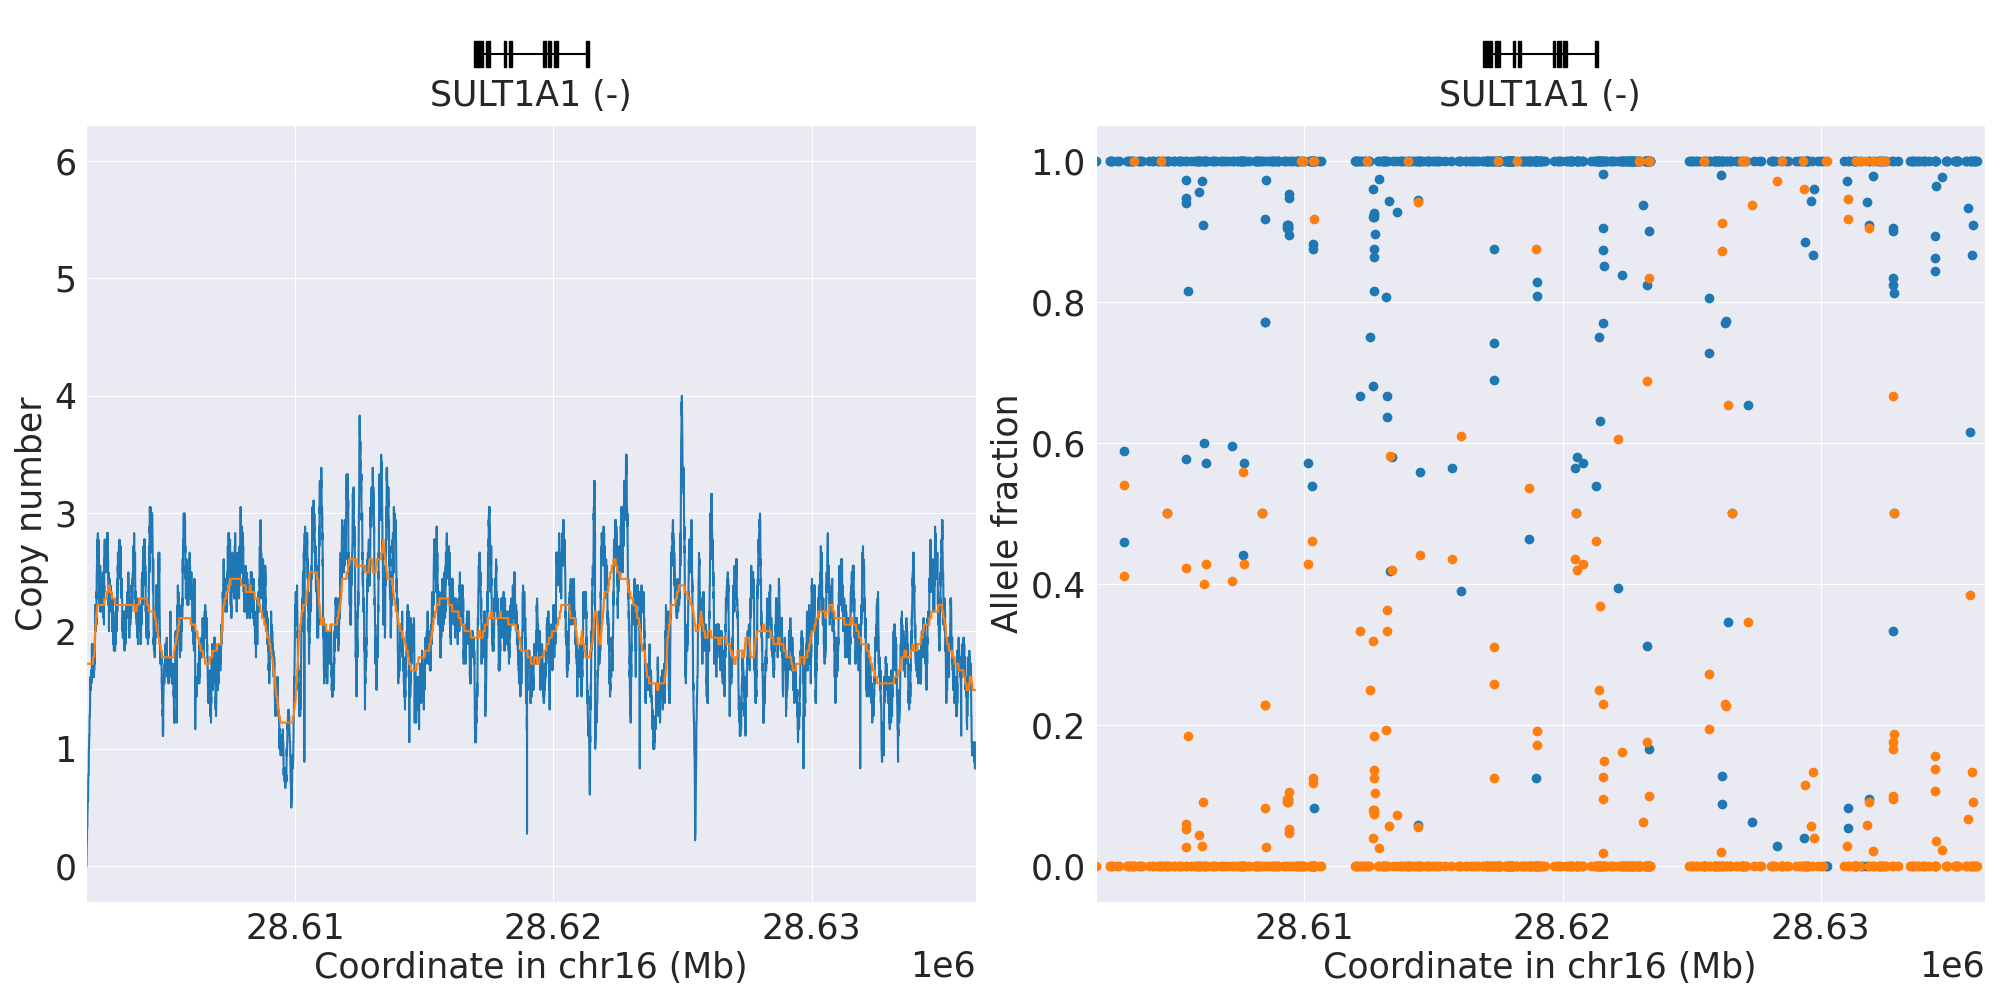 SULT1A1 (-)
Copy number
6
5
4
3
2
1
0
28.61
28.62
28.63
Coordinate in chr16 (Mb)
1e6
SULT1A1 (-)
Allele fraction
1.0
0.8
0.6
0.4
0.2
0.0
28.61
28.62
28.63
Coordinate in chr16 (Mb)
1e6